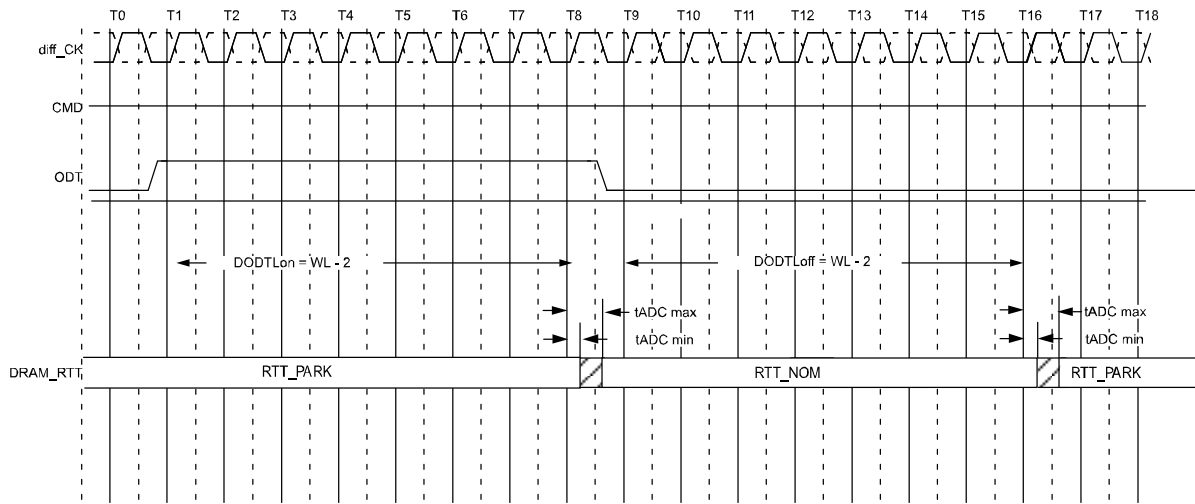 T0 T1 T2 T3 T4 T5 T6 T7 T8 T9 T10 T11 T12 T13 T14 T15 T16 T17 T18
diff_CK
CMD
ODT
DODTLon = WL - 2 DODTLoff = WL - 2
tADC max tADC max
tADC min tADC min
DRAM_RTT RTT_PARK RTT_NOM RTT_PARK